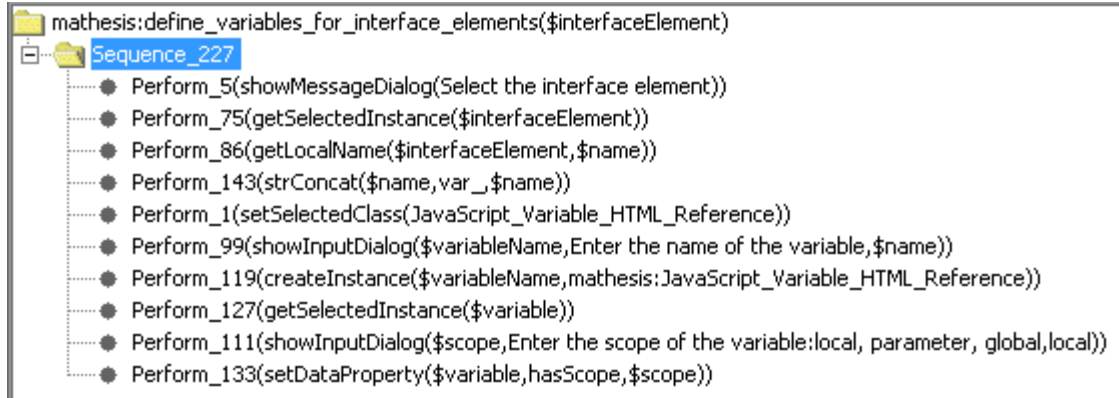 mathesis:define_variables_for_interface_elements($interfaceElement)
Sequence_227
Perform_5(showMessageDialog(Select the interface element))
Perform_75(getSelectedInstance($interfaceElement))
Perform_86(getLocalName($interfaceElement,$name))
Perform_143(strConcat($name,var_,$name))
Perform_1(setSelectedClass(JavaScript_Variable_HTML_Reference))
Perform_99(showInputDialog($variableName,Enter the name of the variable,$name))
Perform_119(createInstance($variableName,mathesis:JavaScript_Variable_HTML_Reference))
Perform_127(getSelectedInstance($variable))
Perform_111(showInputDialog($scope,Enter the scope of the variable:local, parameter, global,local))
Perform_133(setDataProperty($variable,hasScope,$scope))